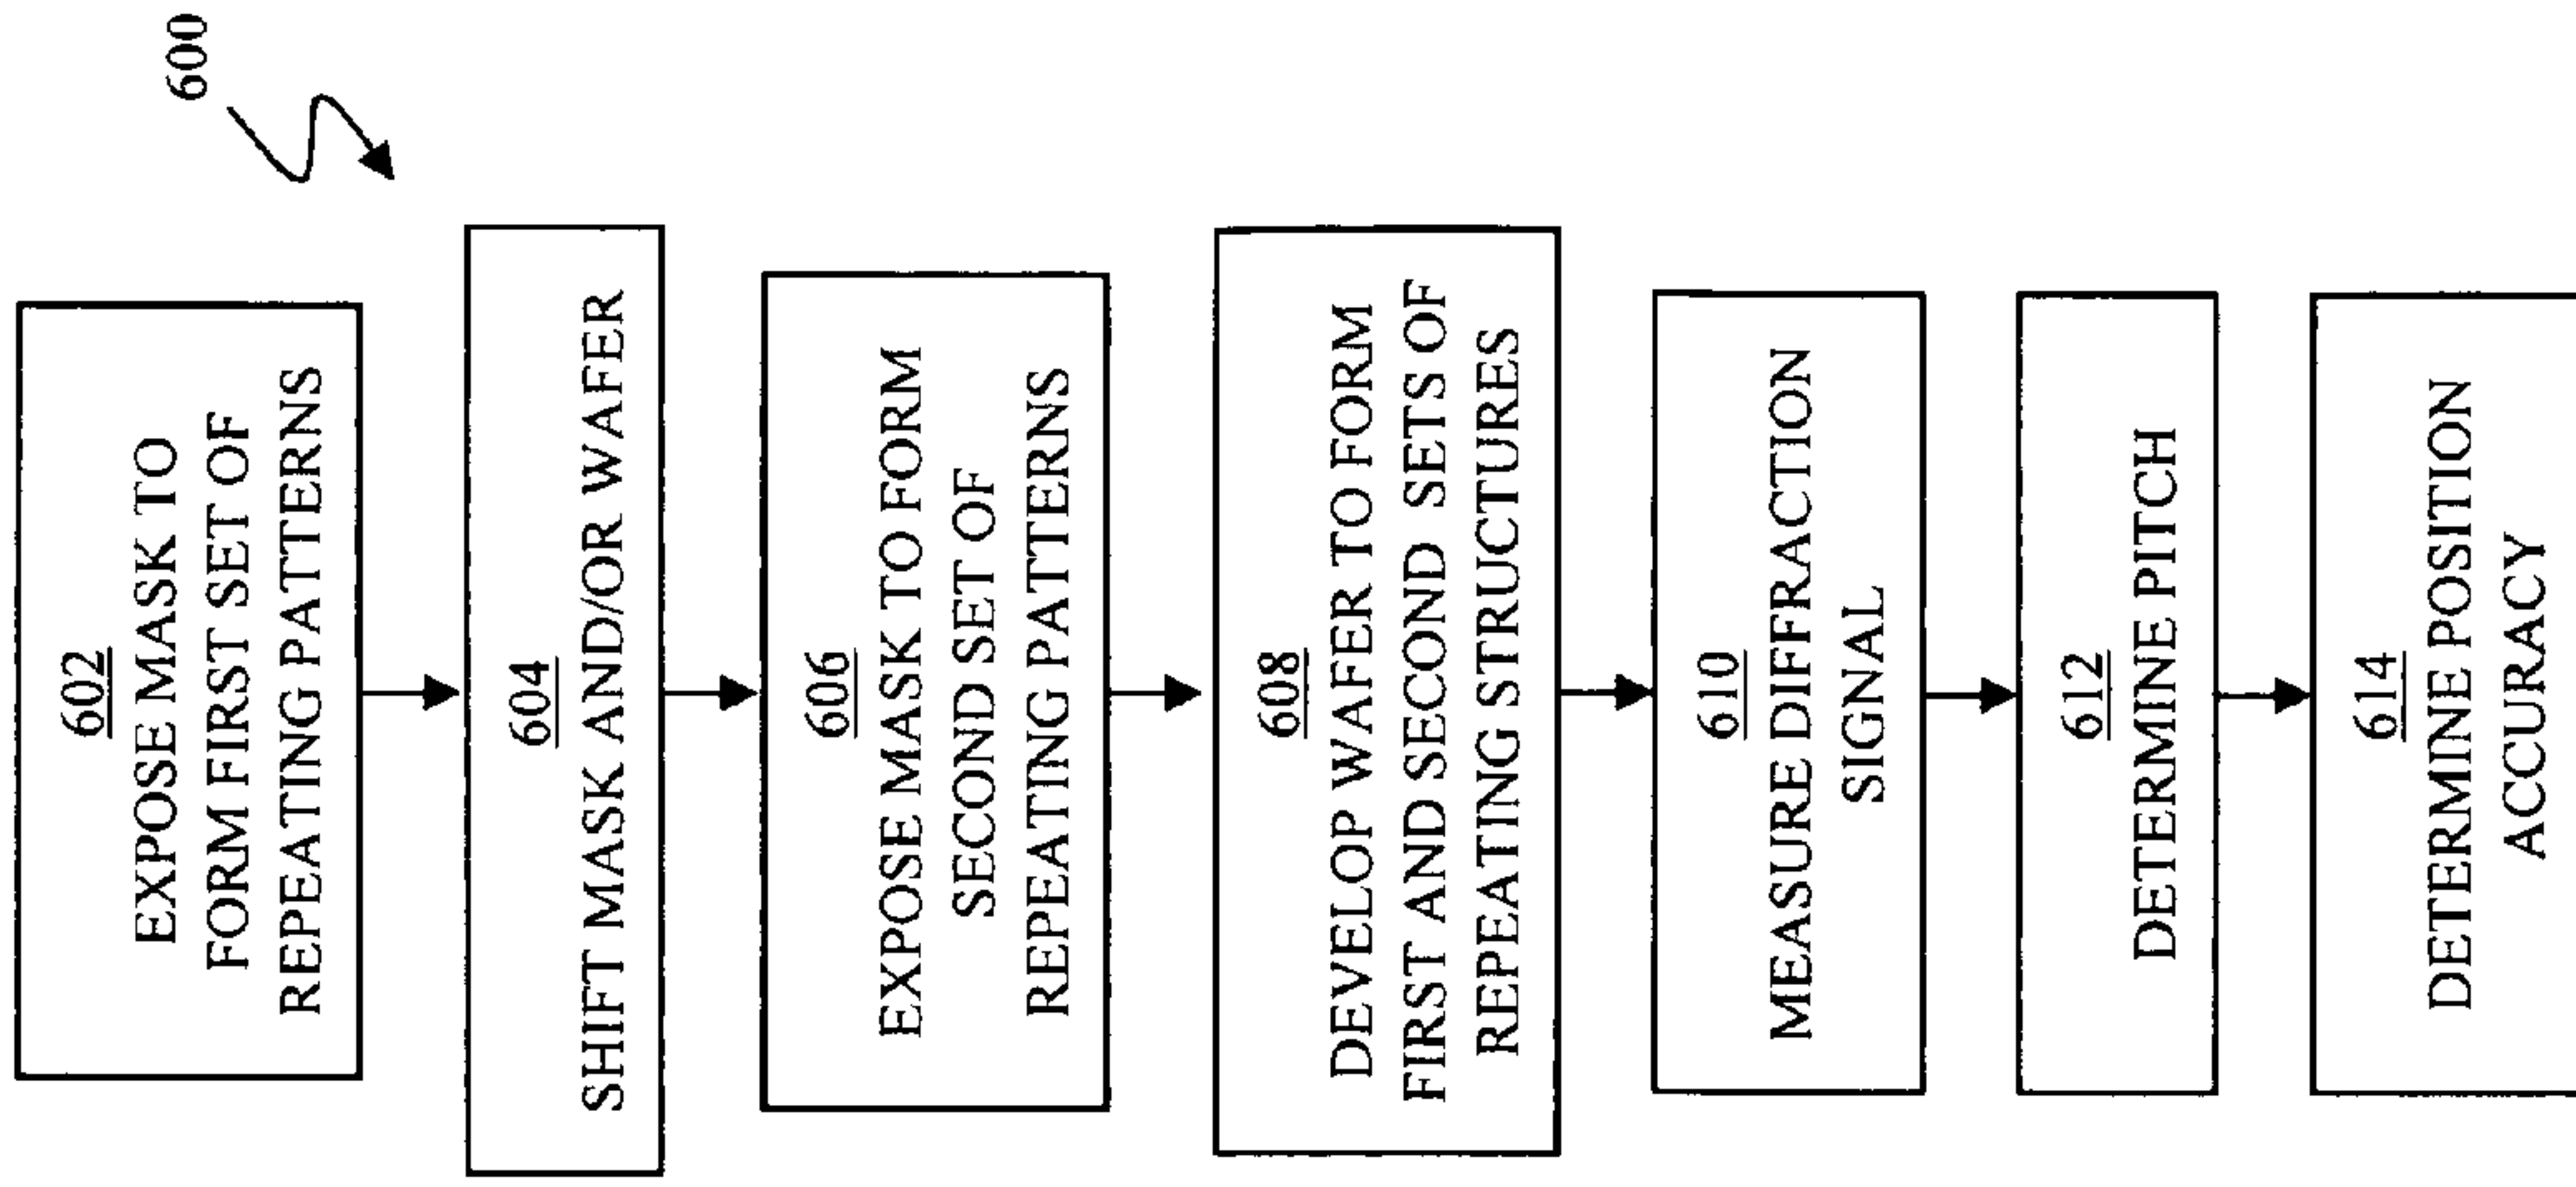 600
602
EXPOSE MASK TO
FORM FIRST SET OF
REPEATING PATTERNS
604
SHIFT MASK AND/OR WAFER
606
EXPOSE MASK TO FORM
SECOND SET OF
REPEATING PATTERNS
608
DEVELOP WAFER TO FORM
FIRST AND SECOND SETS OF
REPEATING STRUCTURES
610
MEASURE DIFFRACTION
SIGNAL
612
DETERMINE PITCH
614
DETERMINE POSITION
ACCURACY